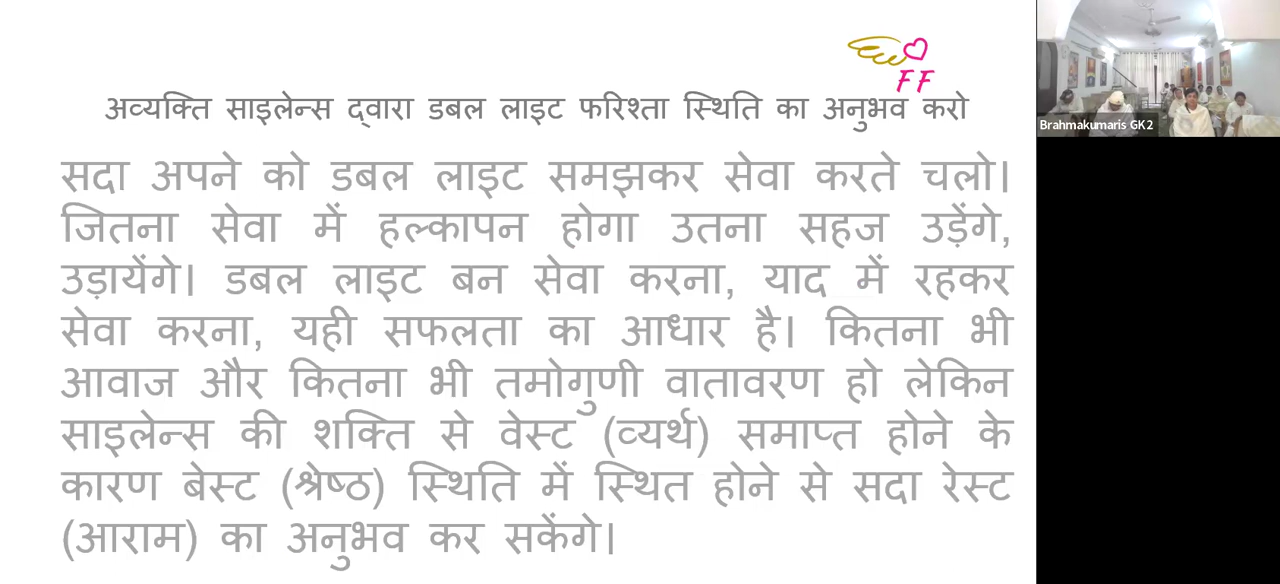 FF
अव्यक्ति साइलेन्स द्वारा डबल लाइट फरिश्ता स्थिति का अनुभव करो
सदा अपने को डबल लाइट समझकर सेवा करते चलो।
जितना सेवा में हल्कापन होगा उतना सहज उड़ेंगे,
उड़ायेंगे। डबल लाइट बन सेवा करना, याद में रहकर
सेवा करना, यही सफलता का आधार है। कितना भी
आवाज और कितना भी तमोगुणी वातावरण हो लेकिन
साइलेन्स की शक्ति से वेस्ट (व्यर्थ) समाप्त होने के
कारण बेस्ट (श्रेष्ठ) स्थिति में स्थित होने से सदा रेस्ट
(आराम) का अनुभव कर सकेंगे।
Brahmakumaris GK2